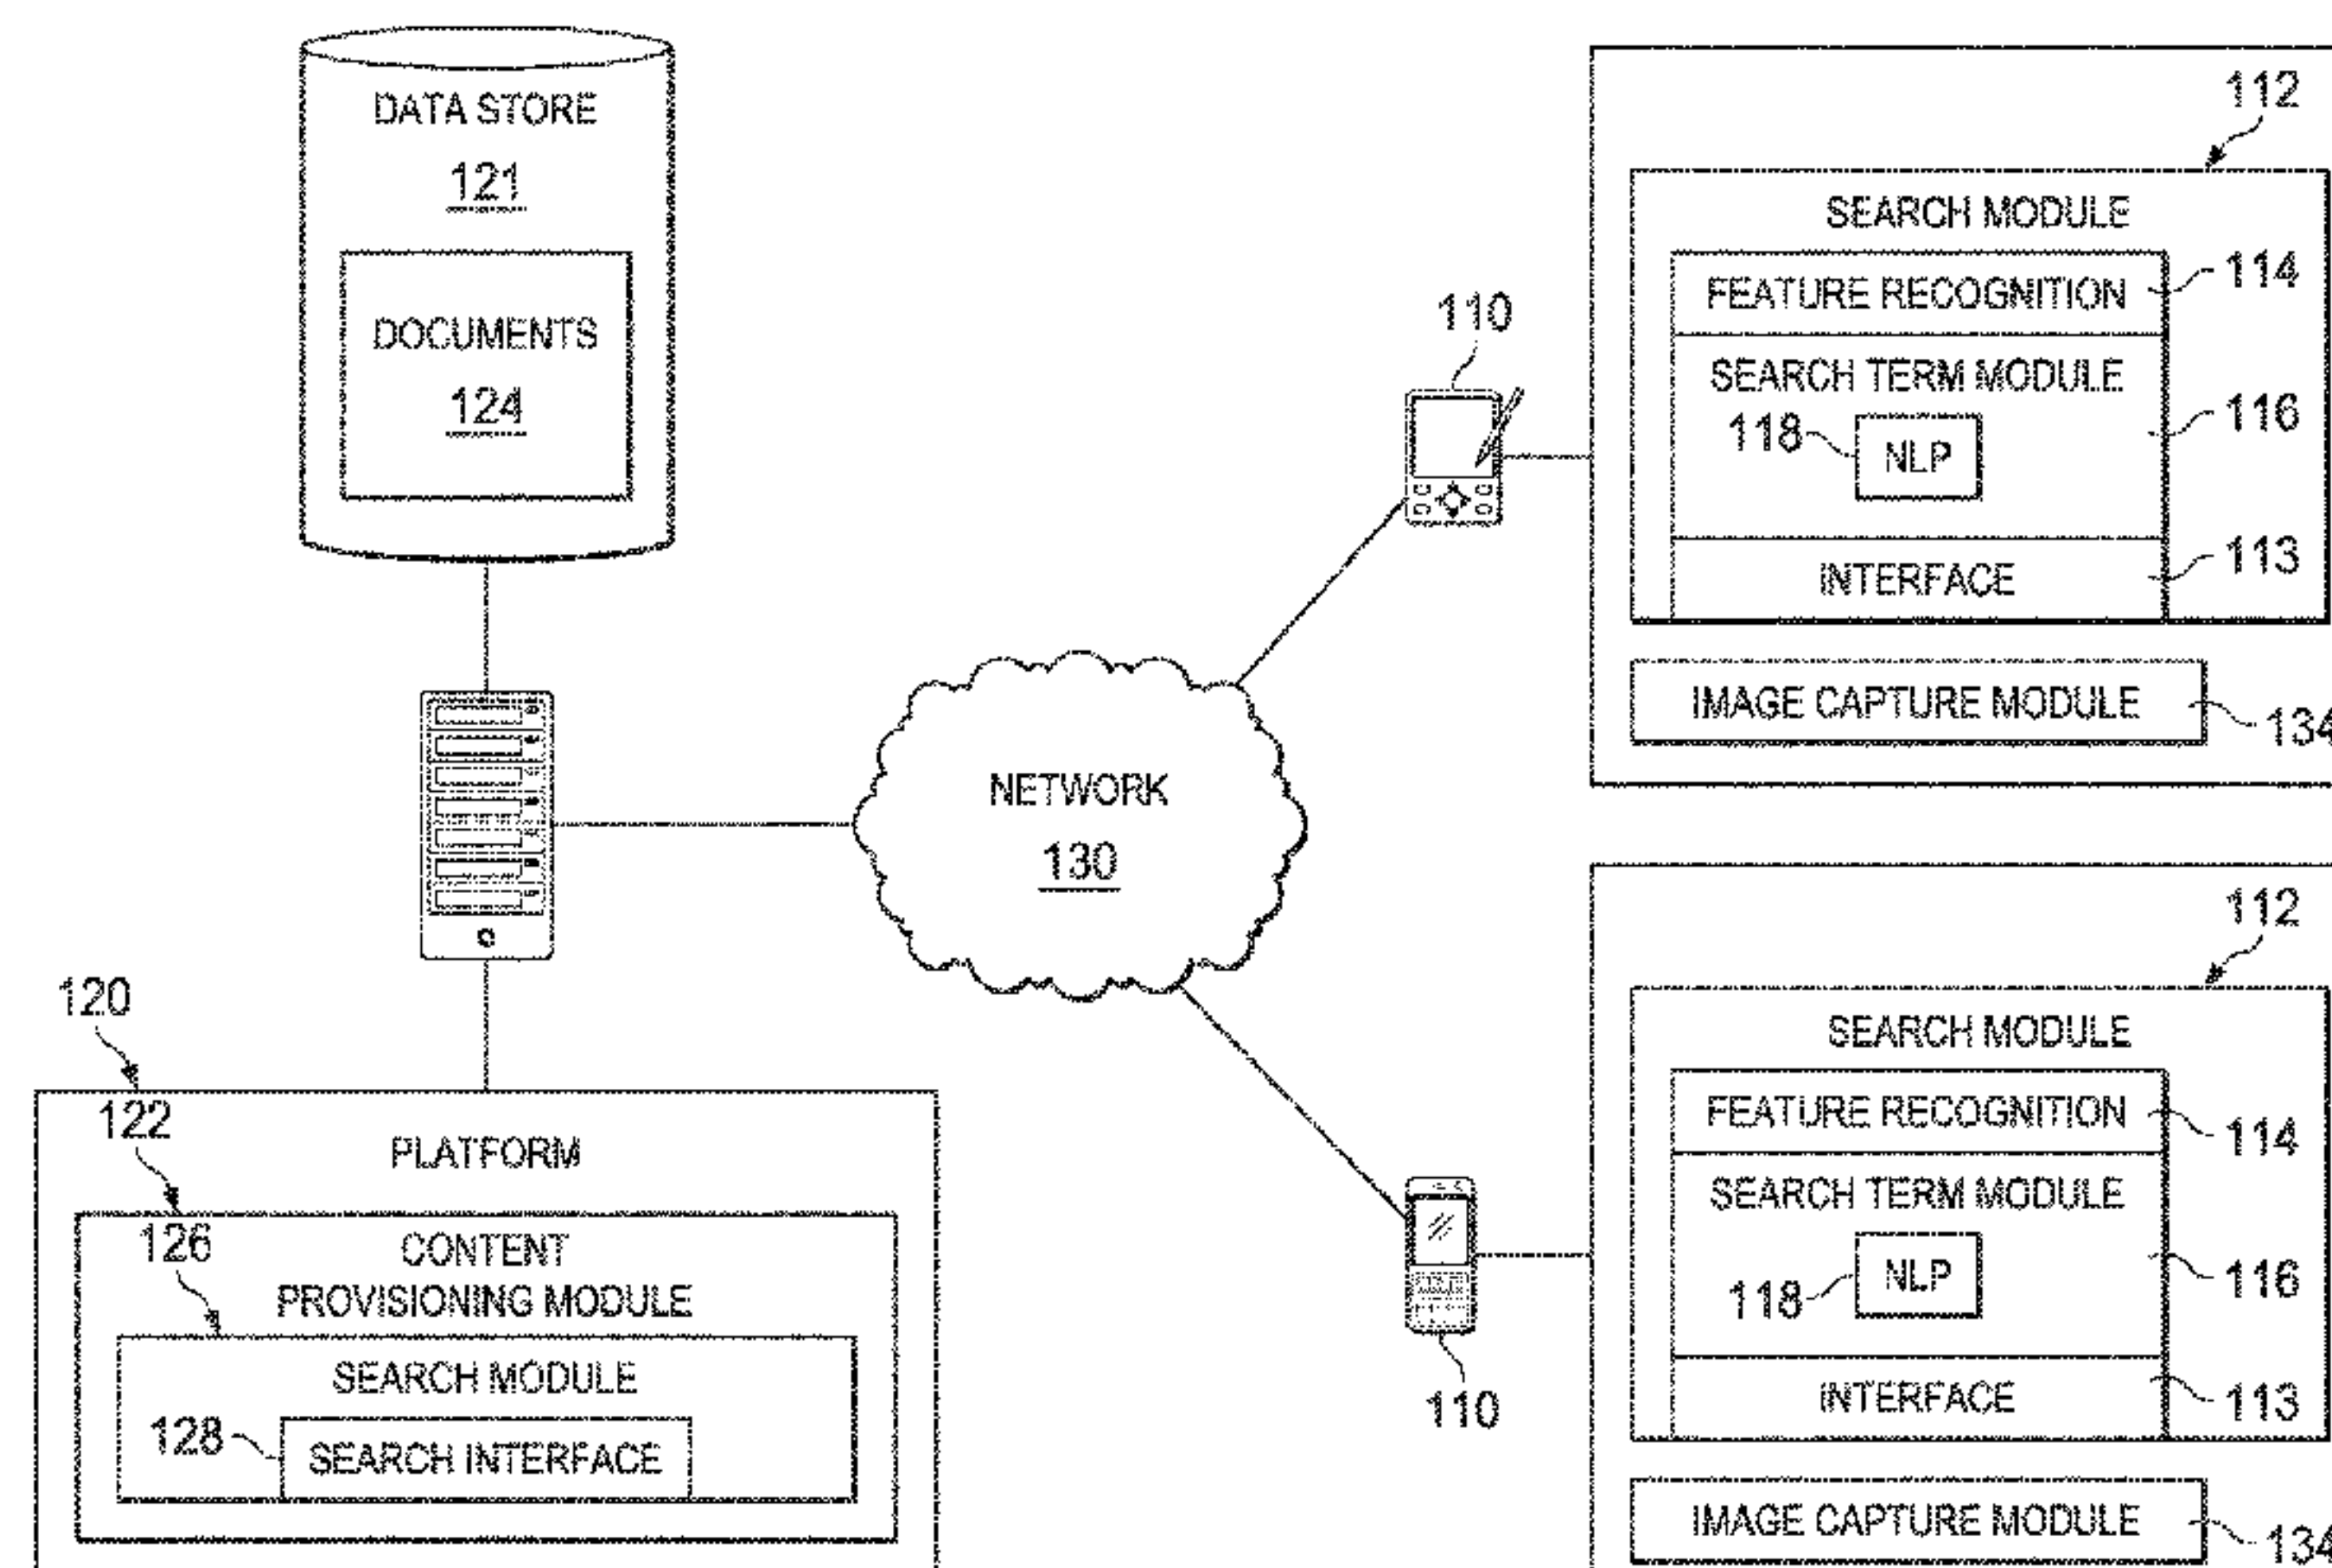 DATA STORE
121
DOCUMENTS
124
120
122
PLATFORM
126
CONTENT
PROVISIONING MODULE
SEARCH MODULE
128
SEARCH INTERFACE
NETWORK
130
110
112
SEARCH MODULE
FEATURE RECOGNITION
114
SEARCH TERM MODULE
118
NLP
116
INTERFACE
113
IMAGE CAPTURE MODULE
134
110
112
SEARCH MODULE
FEATURE RECOGNITION
114
SEARCH TERM MODULE
118
NLP
116
INTERFACE
113
IMAGE CAPTURE MODULE
134